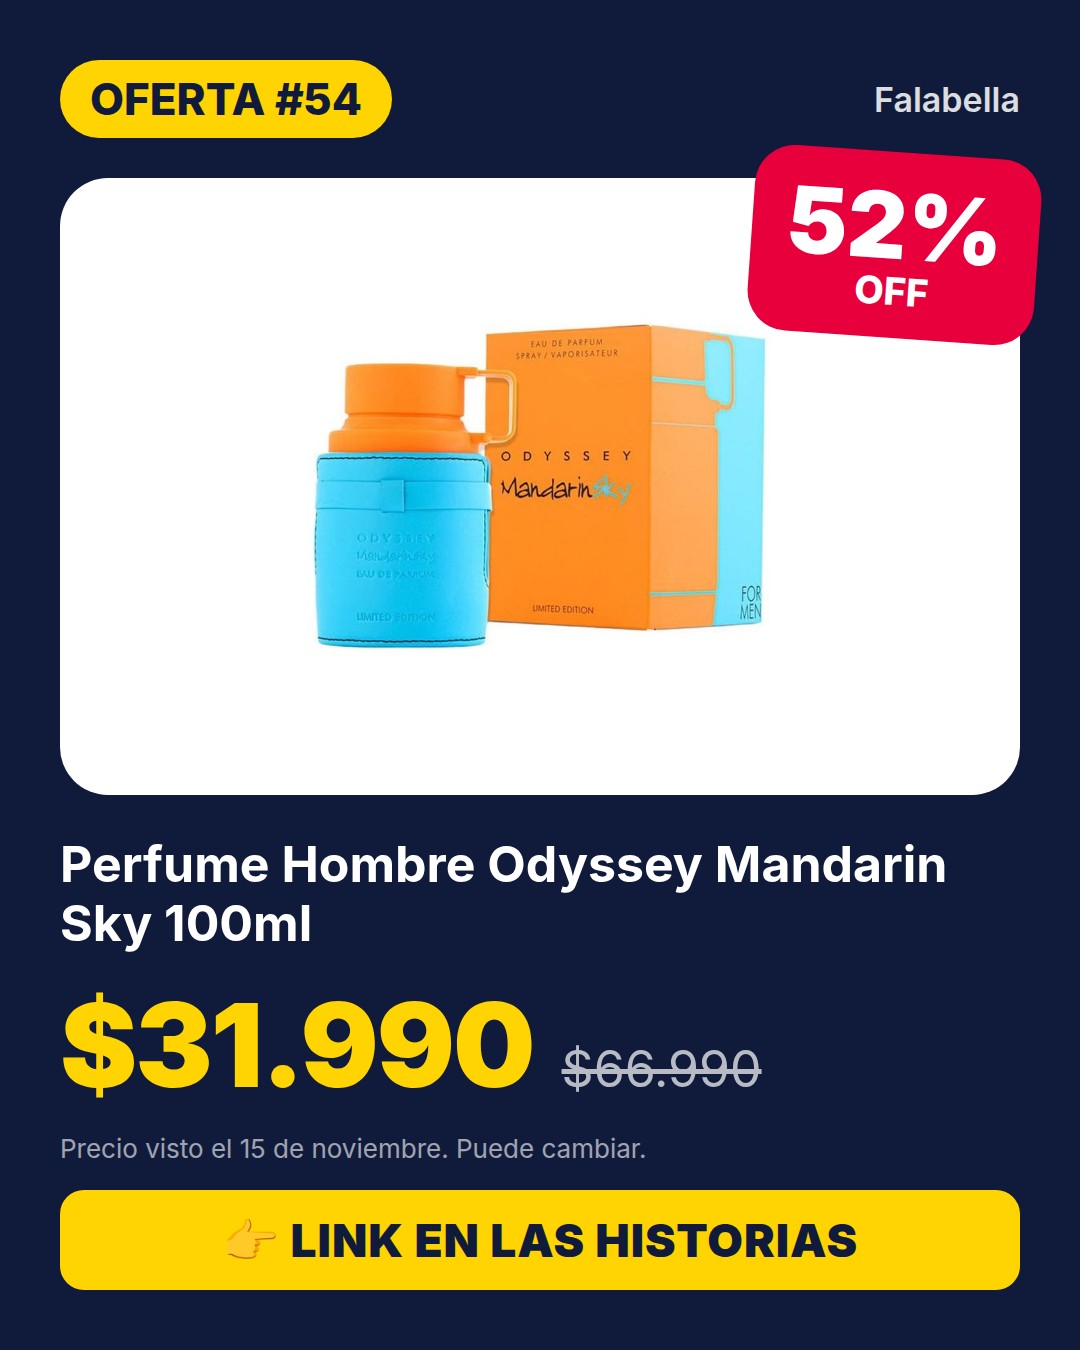 OFERTA #54
Falabella
52%
OFF
EAU DE PARFUM
SPRAY / VAPORISATEUR
ODYSSEY
MandarinSky
LIMITED EDITION
FOR
MEN
ODYSSEY
MandarinSky
EAU DE PARFUM
LIMITED EDITION
Perfume Hombre Odyssey Mandarin
Sky 100ml
$31.990 $66.990
Precio visto el 15 de noviembre. Puede cambiar.
👉 LINK EN LAS HISTORIAS